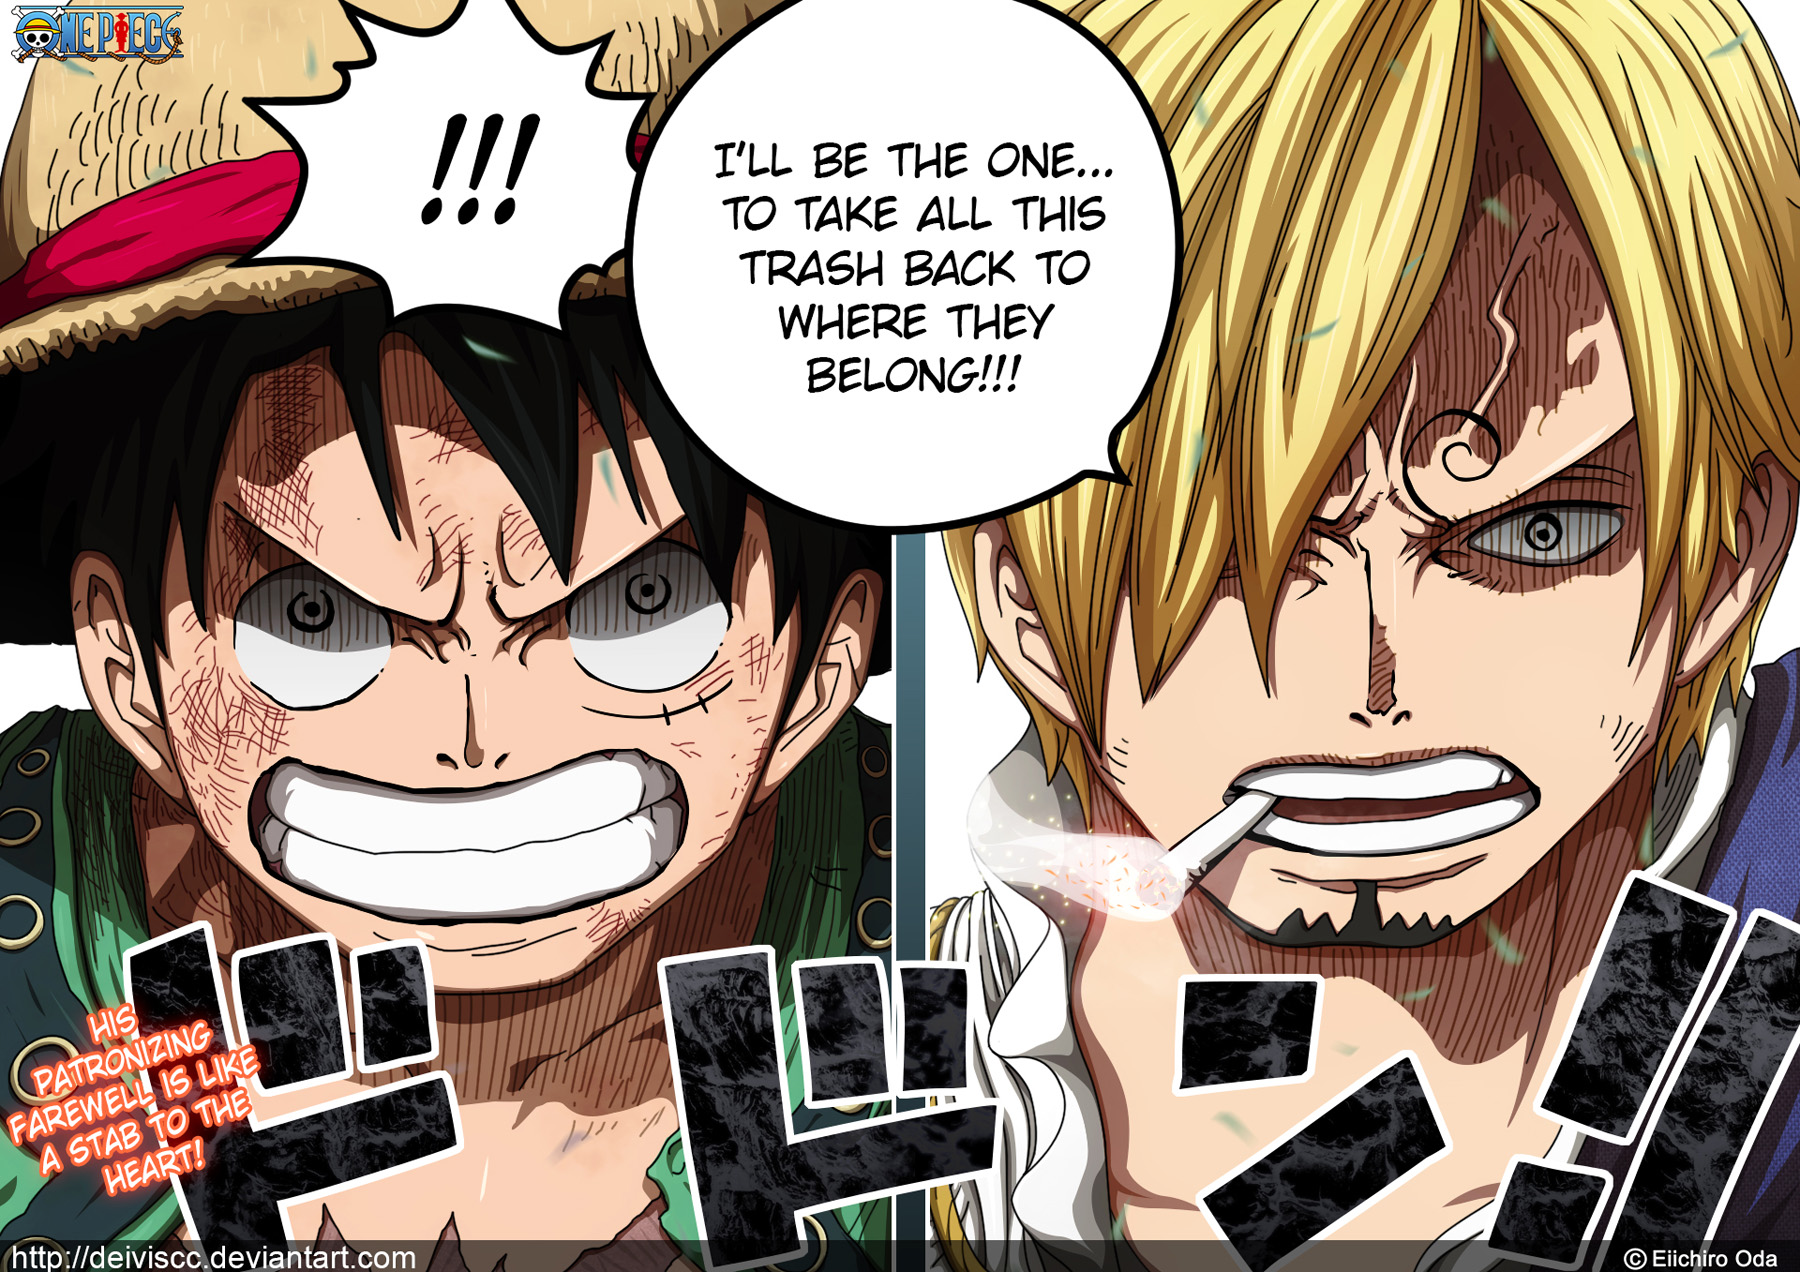 ONE PIECE
!!!
I'LL BE THE ONE...
TO TAKE ALL THIS
TRASH BACK TO
WHERE THEY
BELONG!!!
HIS
PATRONIZING
FAREWELL IS LIKE
A STAB TO THE
HEART!
ドドン!!
http://deiviscc.deviantart.com
© Eiichiro Oda